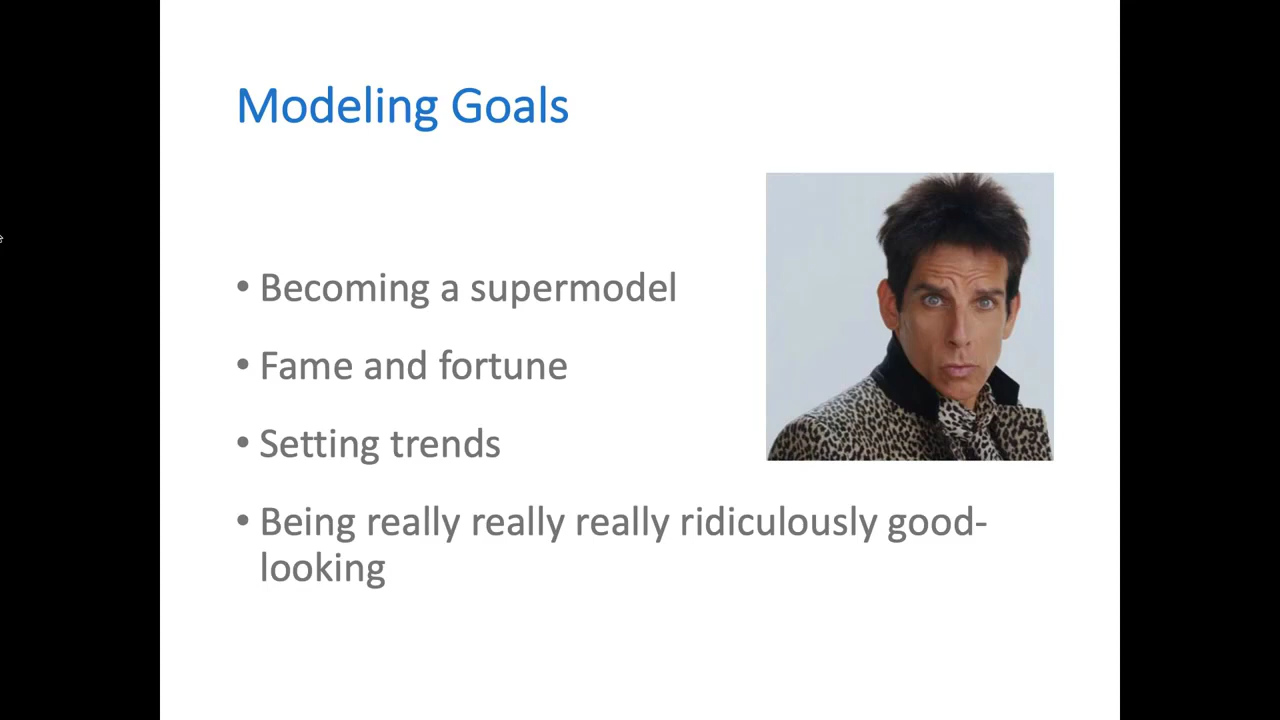 Modeling Goals
• Becoming a supermodel
• Fame and fortune
• Setting trends
• Being really really really ridiculously good-
looking